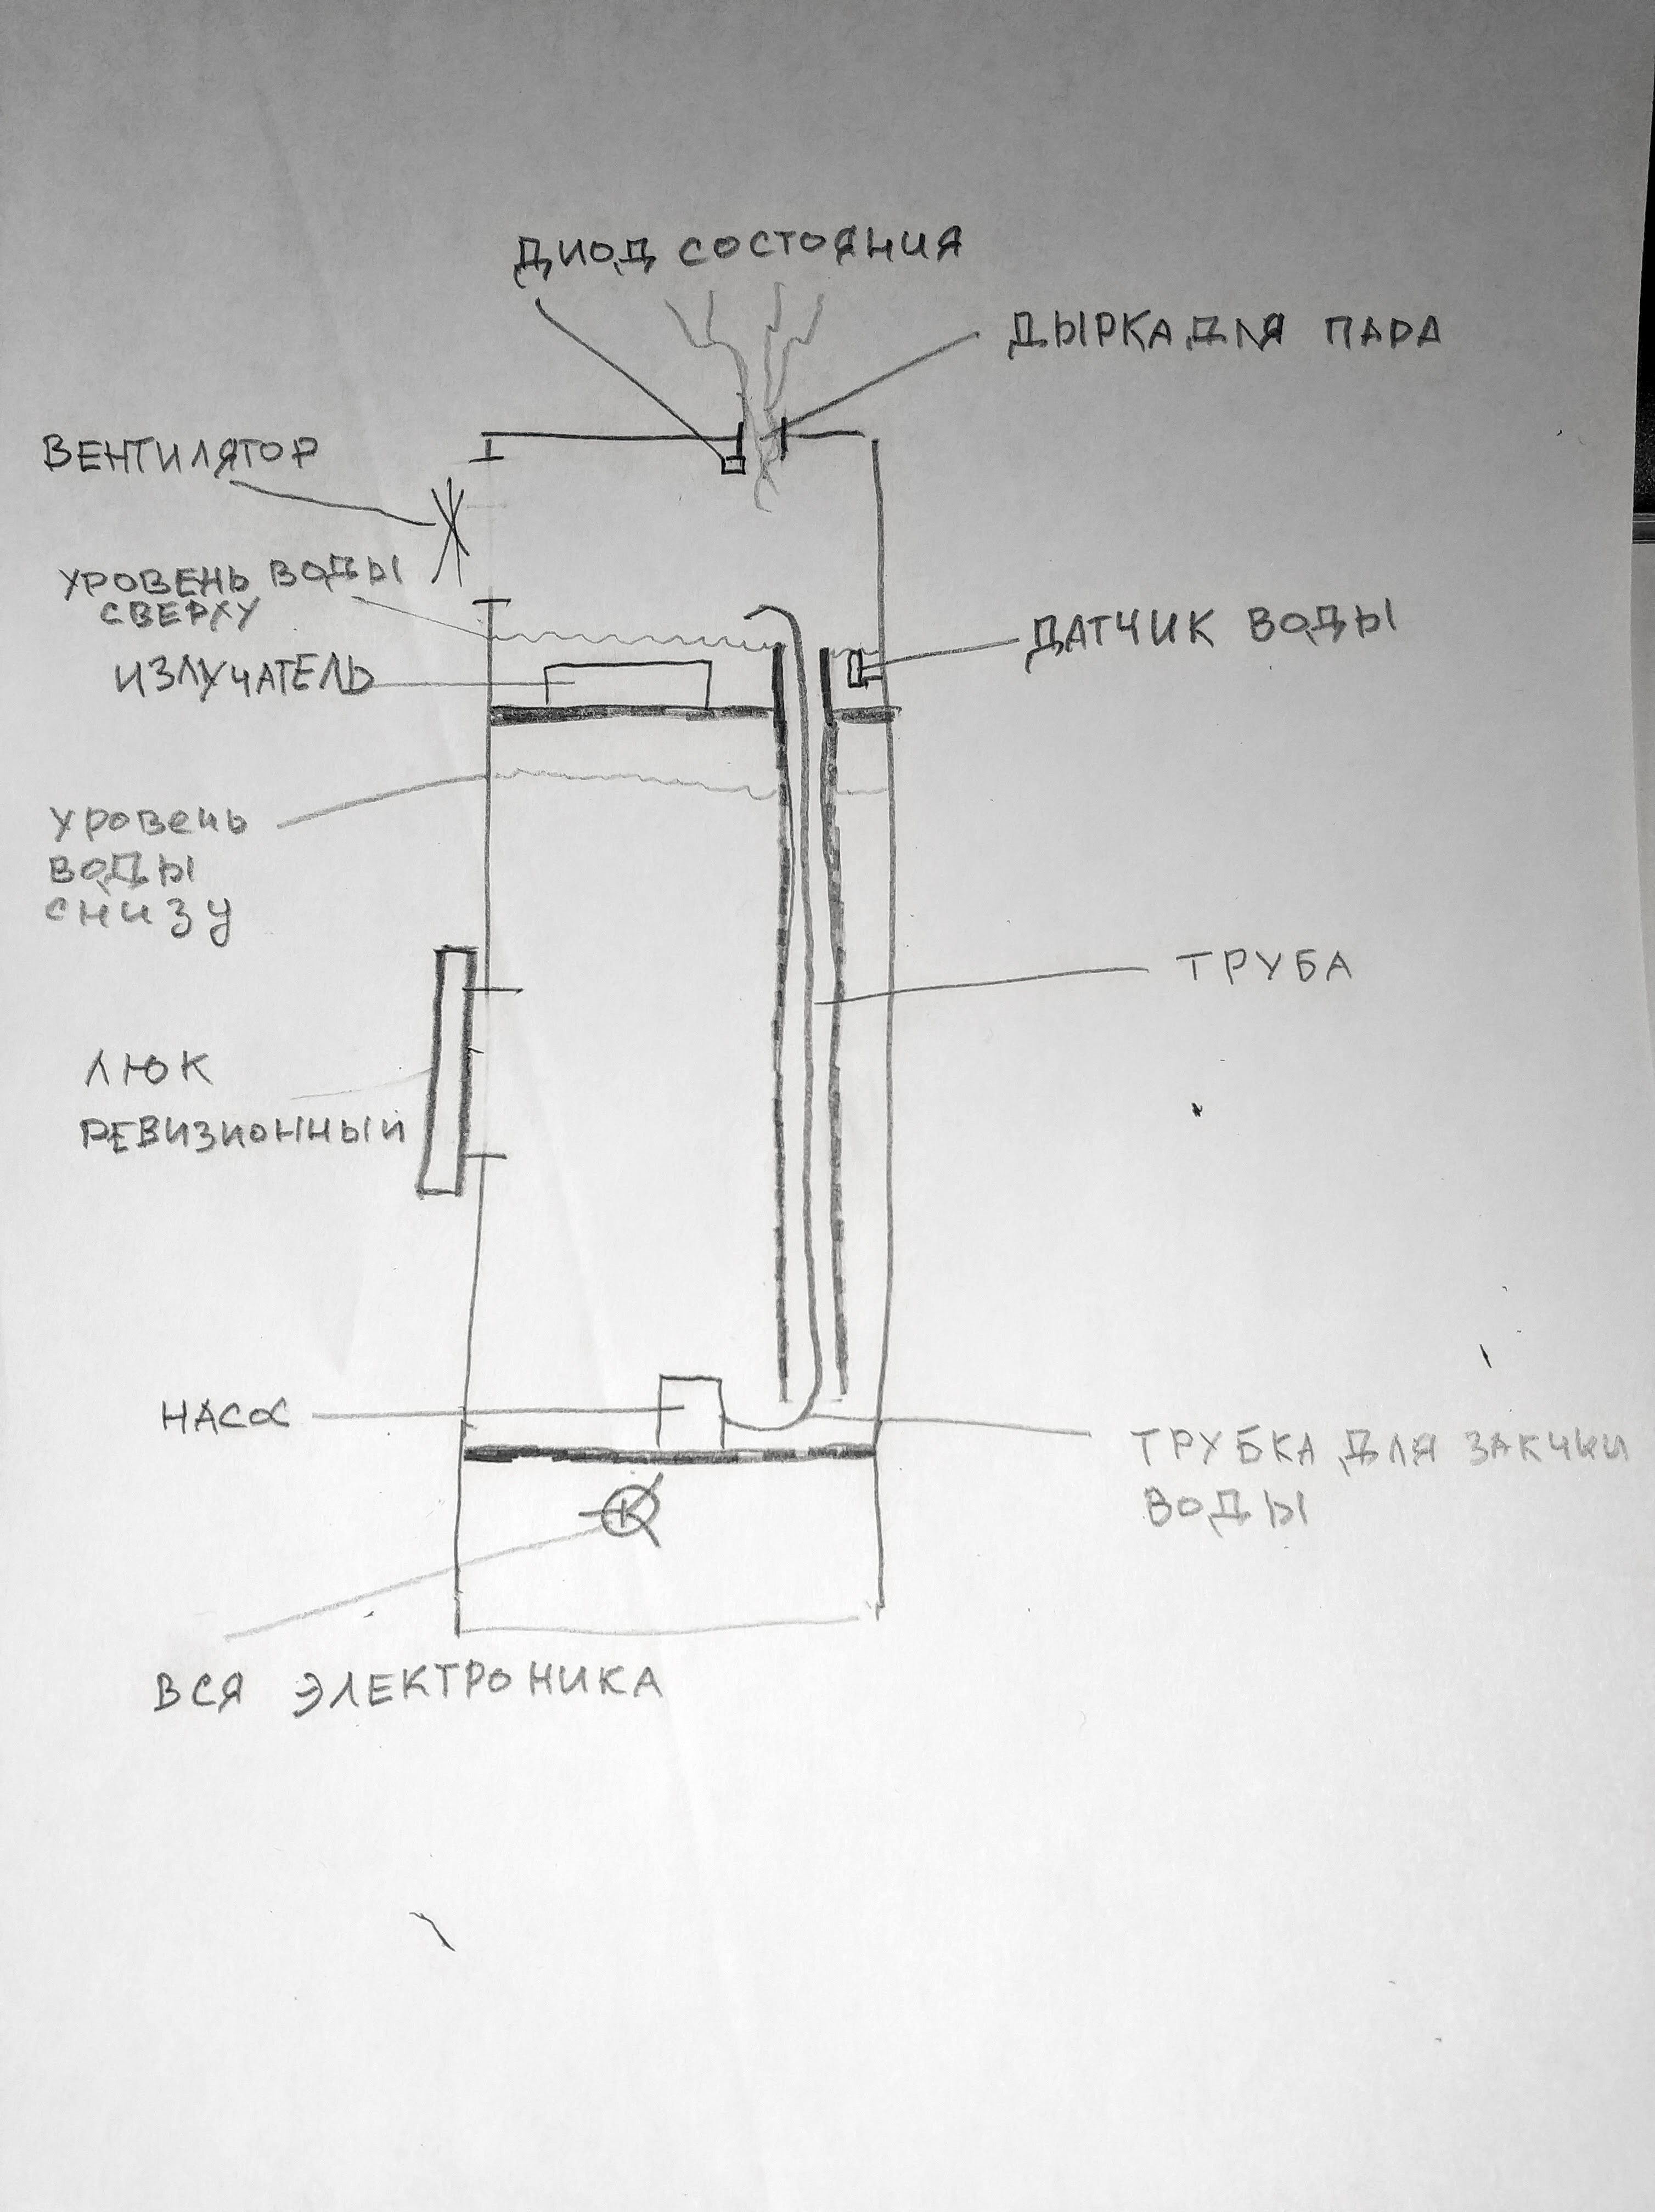 ДИОД СОСТОЯНИЯ
ДЫРКА ДЛЯ ПАРА
ВЕНТИЛЯТОР
УРОВЕНЬ ВОДЫ
СВЕРХУ
ДАТЧИК ВОДЫ
ИЗЛУЧАТЕЛЬ
Уровень
ВОДЫ
СНИЗУ
ТРУБА
ЛЮК
РЕВИЗИОННЫЙ
НАСОС
ТРУБКА ДЛЯ ЗАКЧКИ
ВОДЫ
ВСЯ ЭЛЕКТРОНИКА